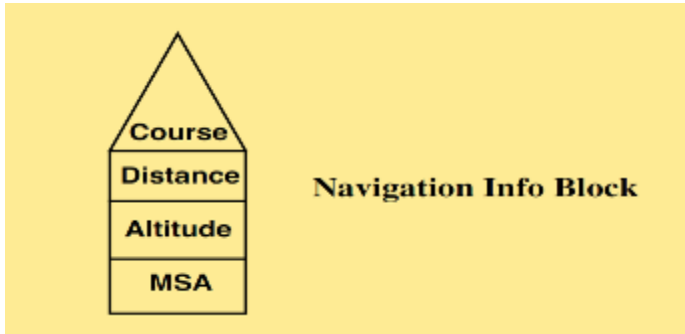 Course
Distance
Altitude
MSA
Navigation Info Block